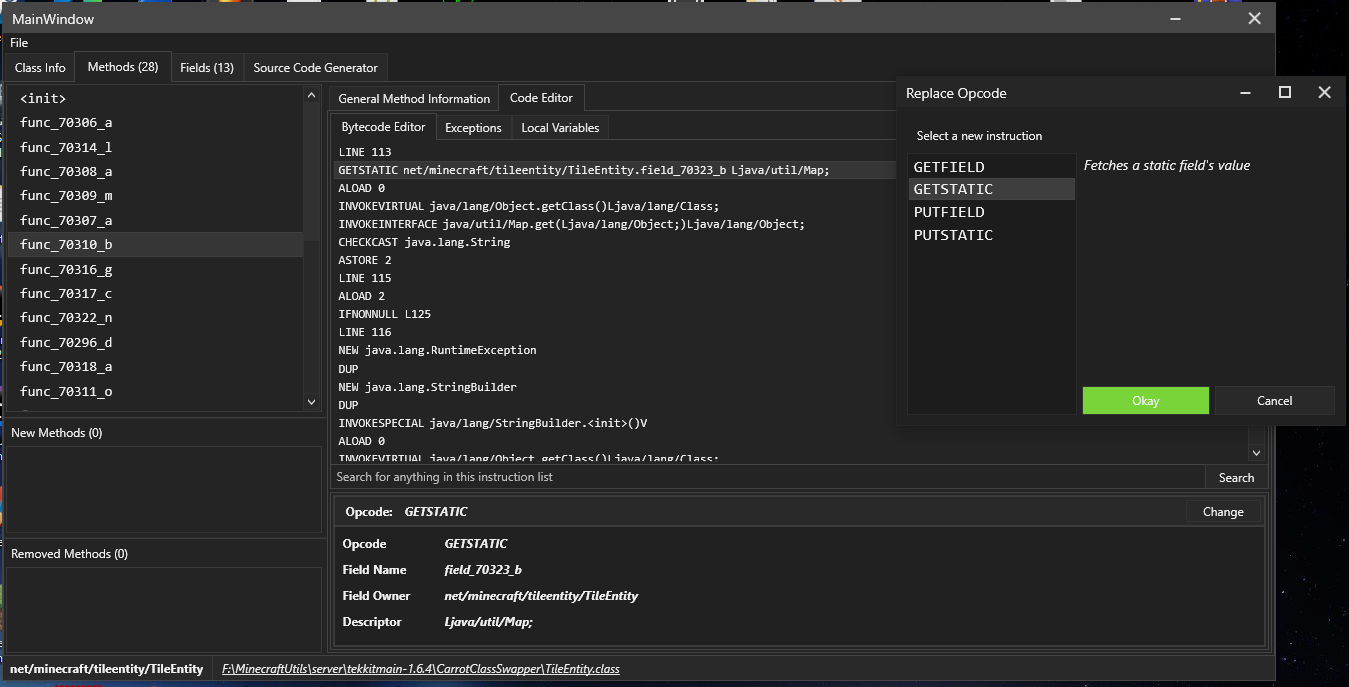 MainWindow
File
Class Info
Methods (28)
Fields (13)
Source Code Generator
<init>
func_70306_a
func_70314_l
func_70308_a
func_70309_m
func_70307_a
func_70310_b
func_70316_g
func_70317_c
func_70322_n
func_70296_d
func_70318_a
func_70311_o
New Methods (0)
Removed Methods (0)
General Method Information
Code Editor
Bytecode Editor
Exceptions
Local Variables
LINE 113
GETSTATIC net/minecraft/tileentity/TileEntity.field_70323_b Ljava/util/Map;
ALOAD 0
INVOKEVIRTUAL java/lang/Object.getClass()Ljava/lang/Class;
INVOKEINTERFACE java/util/Map.get(Ljava/lang/Object;)Ljava/lang/Object;
CHECKCAST java.lang.String
ASTORE 2
LINE 115
ALOAD 2
IFNONNULL L125
LINE 116
NEW java.lang.RuntimeException
DUP
NEW java.lang.StringBuilder
DUP
INVOKESPECIAL java/lang/StringBuilder.<init>()V
ALOAD 0
INVOKEVIRTUAL java/lang/Object.getClass()Ljava/lang/Class;
Search for anything in this instruction list
Search
Opcode: GETSTATIC
Change
Opcode GETSTATIC
Field Name field_70323_b
Field Owner net/minecraft/tileentity/TileEntity
Descriptor Ljava/util/Map;
net/minecraft/tileentity/TileEntity
F:\MinecraftUtils\server\tekkitmain-1.6.4\CarrotClassSwapper\TileEntity.class
Replace Opcode
Select a new instruction
GETFIELD
GETSTATIC
PUTFIELD
PUTSTATIC
Fetches a static field's value
Okay
Cancel